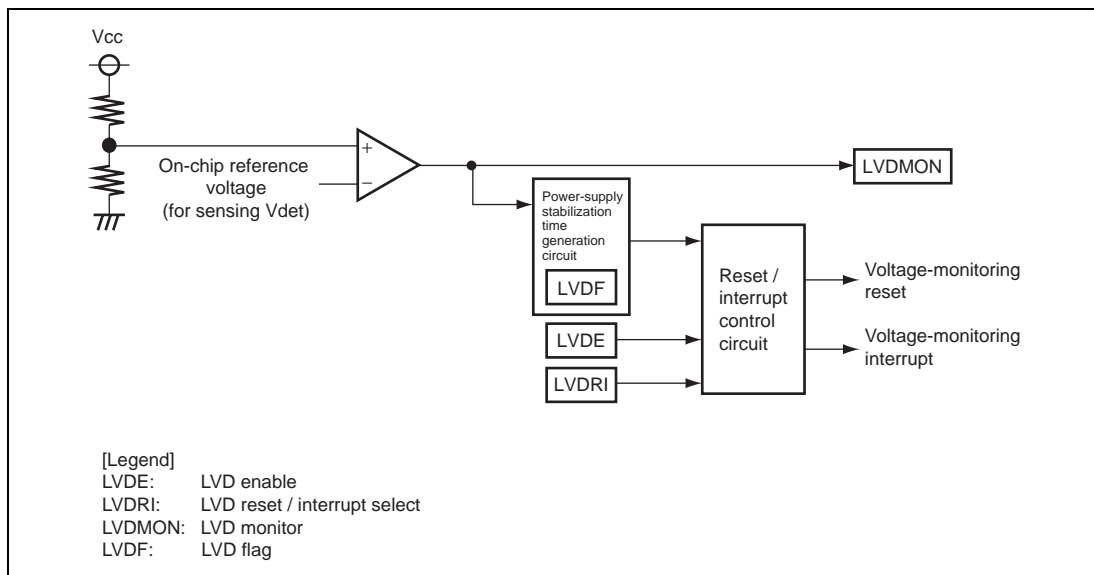 Vcc
On-chip reference
voltage
(for sensing Vdet)
+
−
LVDMON
Power-supply
stabilization
time
generation
circuit
LVDF
LVDE
LVDRI
Reset /
interrupt
control
circuit
Voltage-monitoring
reset
Voltage-monitoring
interrupt
[Legend]
LVDE: LVD enable
LVDRI: LVD reset / interrupt select
LVDMON: LVD monitor
LVDF: LVD flag